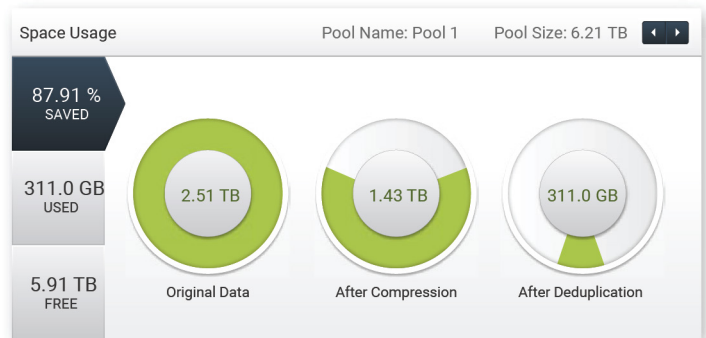 Space Usage Pool Name: Pool 1 Pool Size: 6.21 TB
87.91 %
SAVED
311.0 GB
USED
5.91 TB
FREE
2.51 TB 1.43 TB 311.0 GB
Original Data After Compression After Deduplication